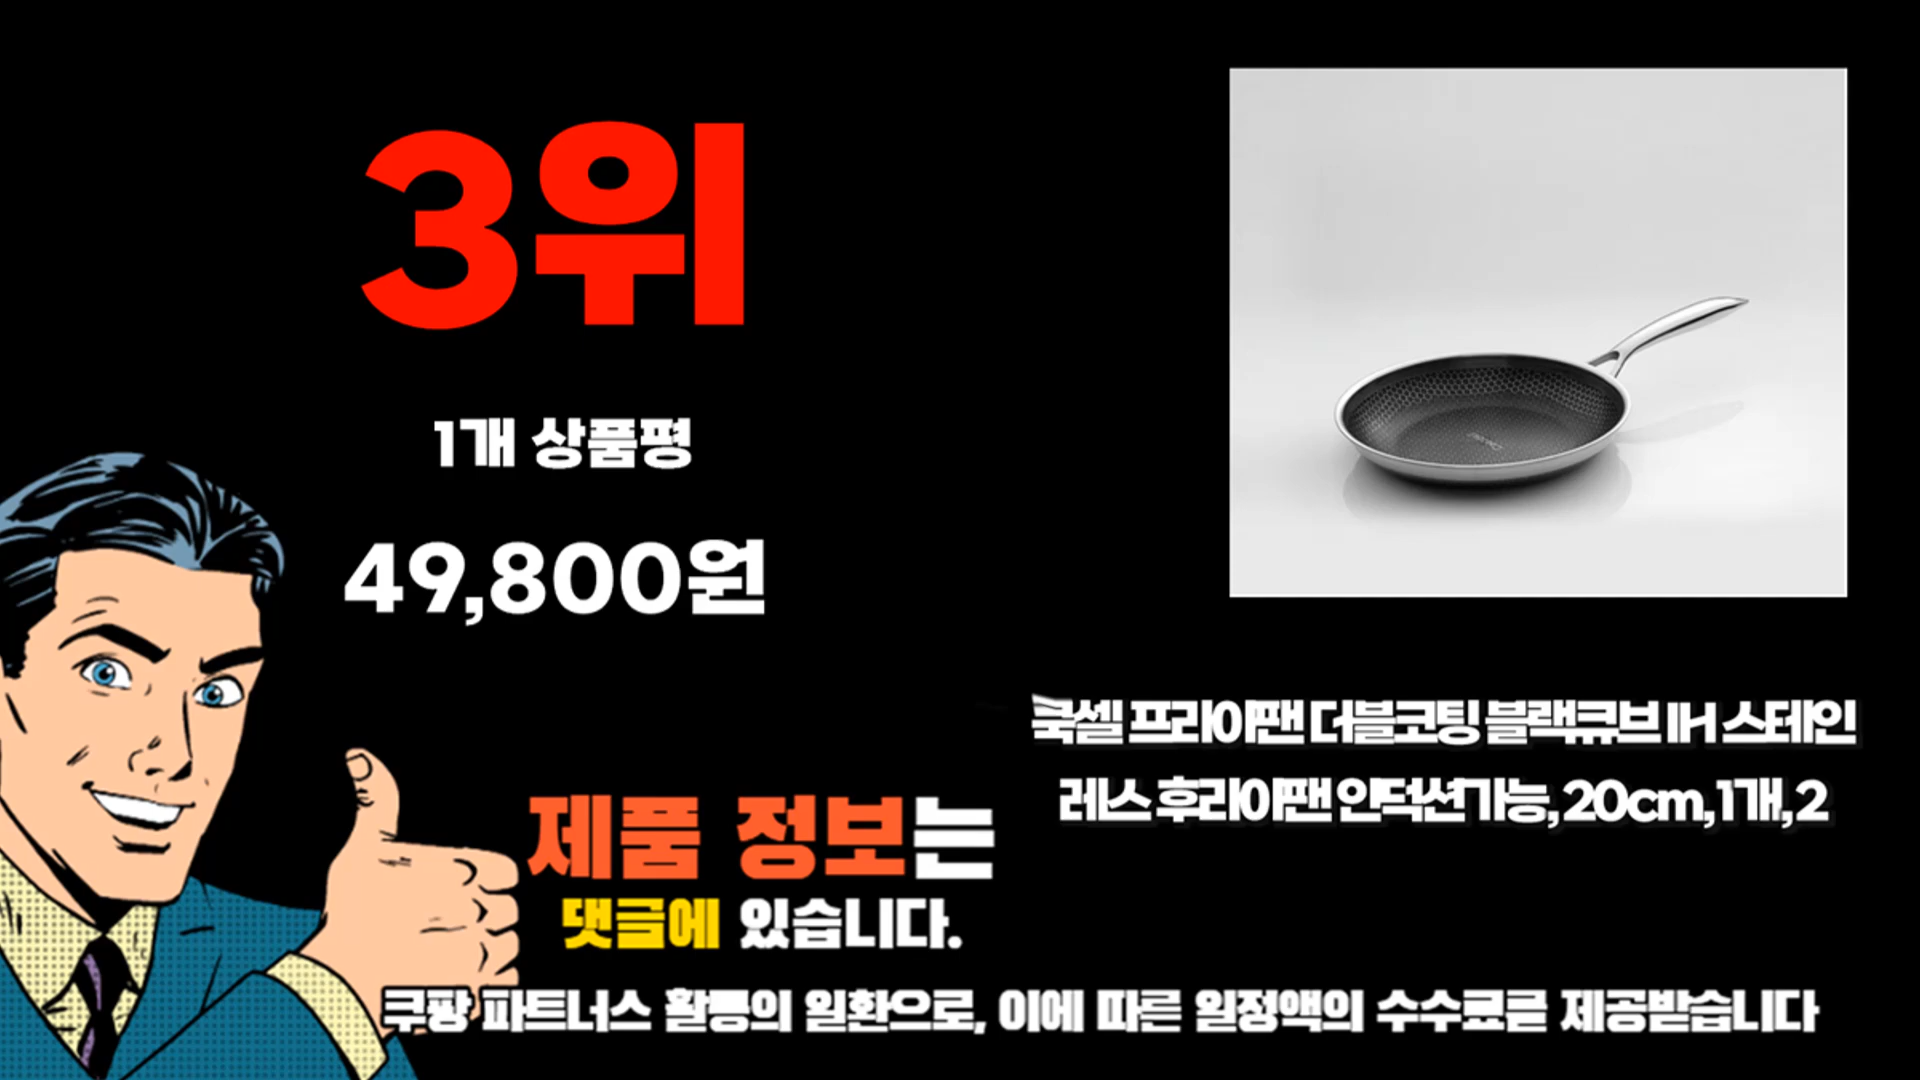 3위
1개 상품평
49,800원
쿡셀 프라이팬 더블코팅 블랙큐브 IH 스테인
레스 후라이팬 인덕션가능, 20cm, 1개, 2
제품 정보는
댓글에 있습니다.
쿠팡 파트너스 활동의 일환으로, 이에 따른 일정액의 수수료를 제공받습니다